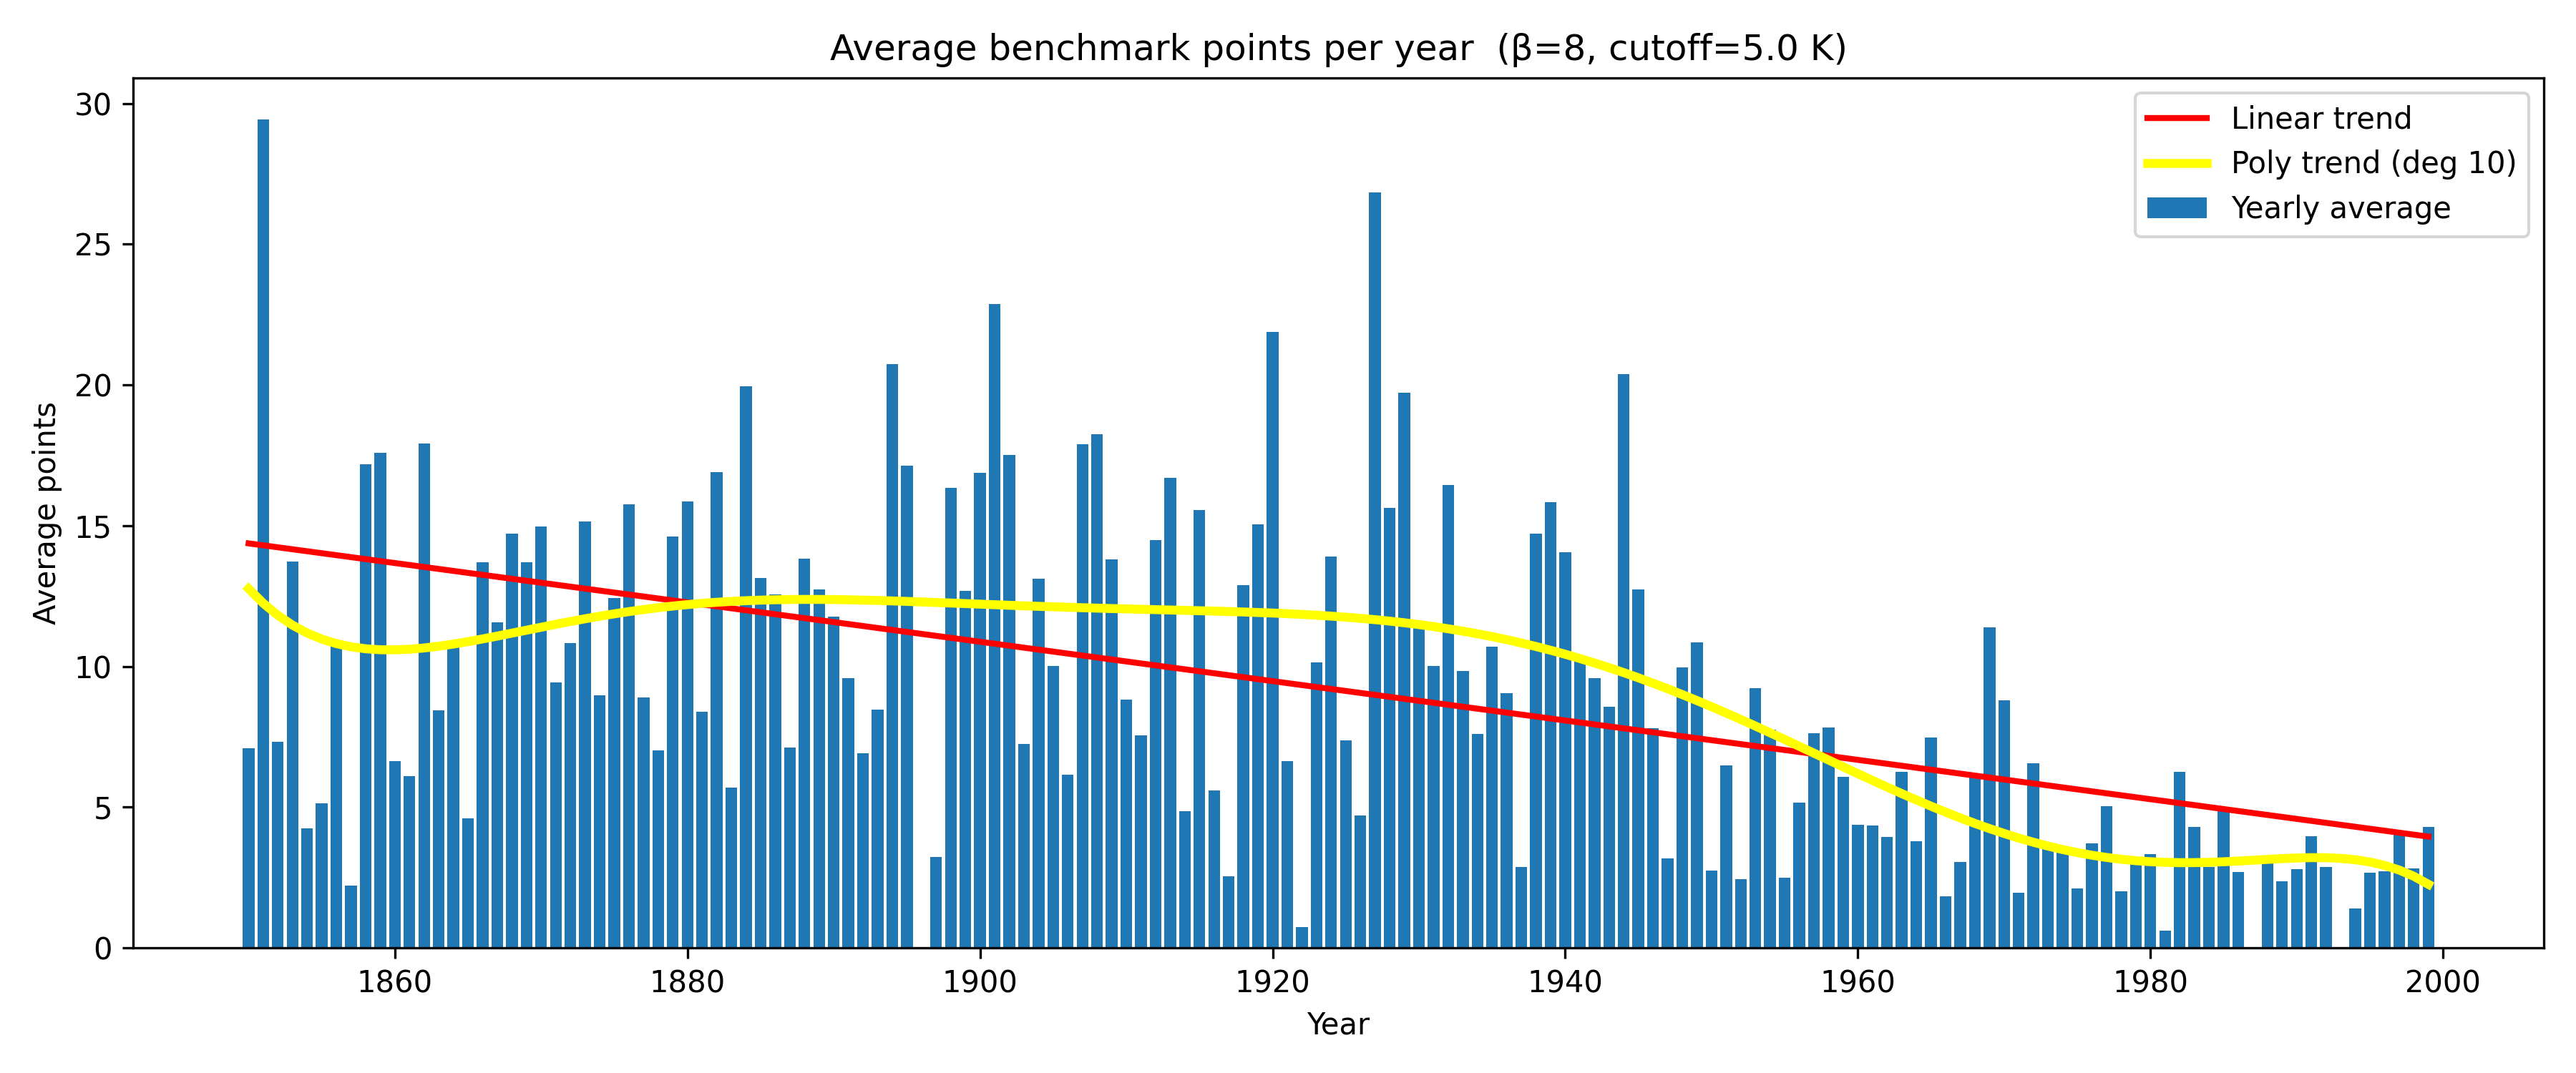 Average benchmark points per year  (β=8, cutoff=5.0 K)
30
25
20
15
10
5
0
Average points
Linear trend
Poly trend (deg 10)
Yearly average
1860
1880
1900
1920
1940
1960
1980
2000
Year